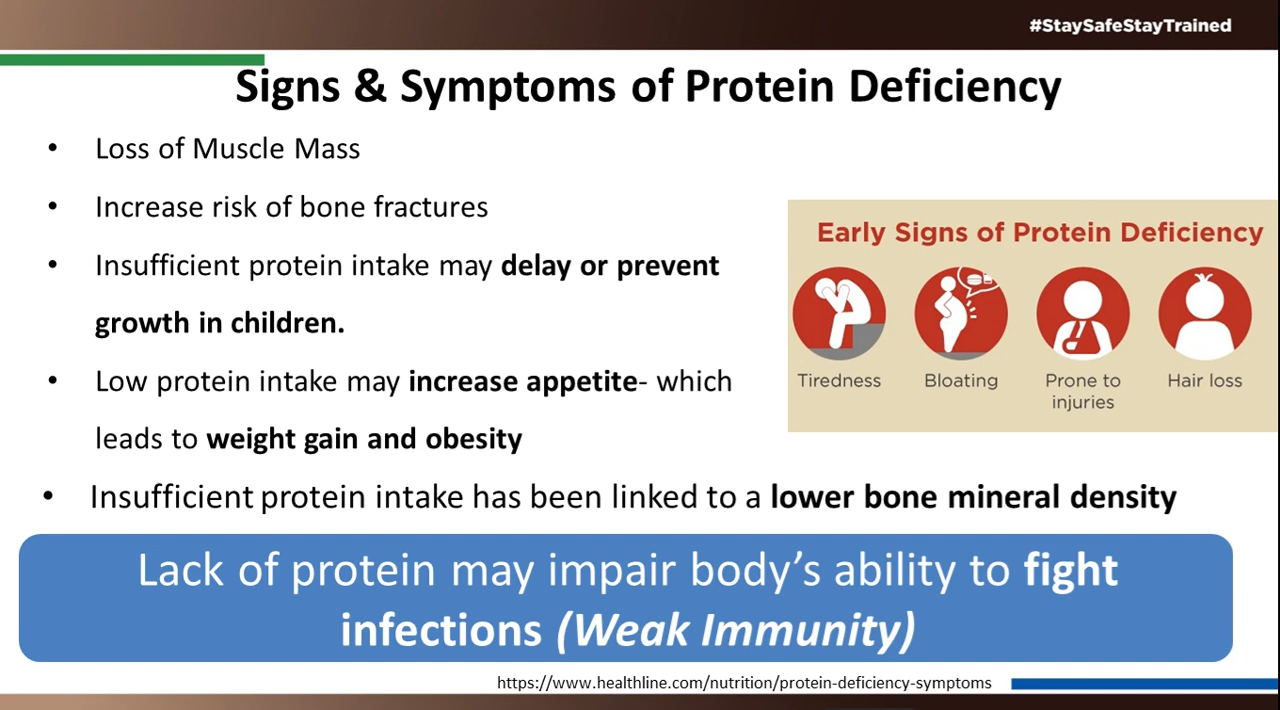 #StaySafeStayTrained
Signs & Symptoms of Protein Deficiency
• Loss of Muscle Mass
• Increase risk of bone fractures
• Insufficient protein intake may delay or prevent
growth in children.
• Low protein intake may increase appetite- which
leads to weight gain and obesity
• Insufficient protein intake has been linked to a lower bone mineral density
Early Signs of Protein Deficiency
Tiredness
Bloating
Prone to
injuries
Hair loss
Lack of protein may impair body’s ability to fight
infections (Weak Immunity)
https://www.healthline.com/nutrition/protein-deficiency-symptoms